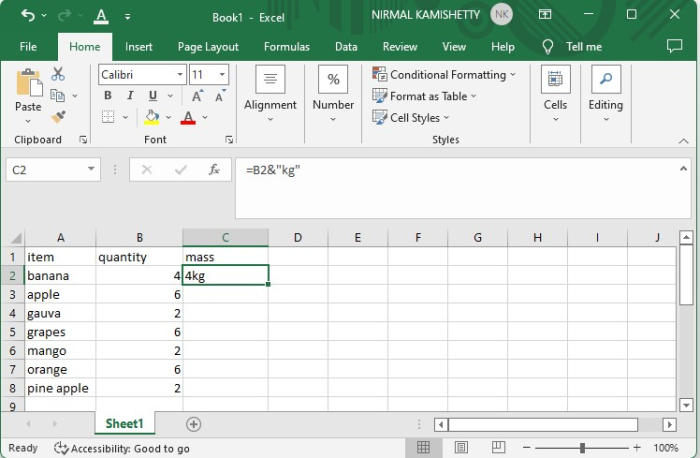 Book1 - Excel NIRMAL KAMISHETTY NK
File Home Insert Page Layout Formulas Data Review View Help Tell me
Paste
Clipboard
Calibri 11
B I U A A
A
Font
Alignment
%
Number
Conditional Formatting
Format as Table
Cell Styles
Styles
Cells
Editing
C2 fx =B2&"kg"
A B C D E F G H I J
1 item quantity mass
2 banana 4 4kg
3 apple 6
4 gauva 2
5 grapes 6
6 mango 2
7 orange 6
8 pine apple 2
9
Sheet1
Ready Accessibility: Good to go 100%